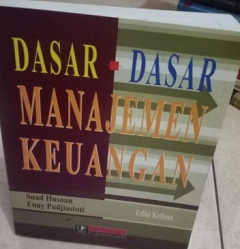 DASAR - DASAR
MANAJEMEN
KEUANGAN
Suad Husnan
Enny Pudjiastuti
Edisi Kelima